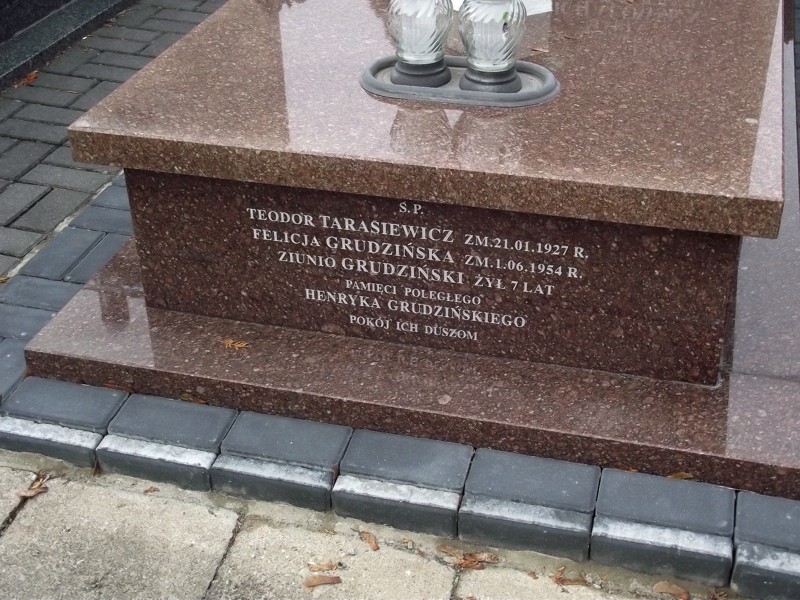 Ś.P.
TEODOR TARASIEWICZ ZM.21.01.1927 R.
FELICJA GRUDZIŃSKA ZM.1.06.1954 R.
ZIUNIO GRUDZIŃSKI ŻYŁ 7 LAT
PAMIĘCI POLEGŁEGO
HENRYKA GRUDZIŃSKIEGO
POKÓJ ICH DUSZOM